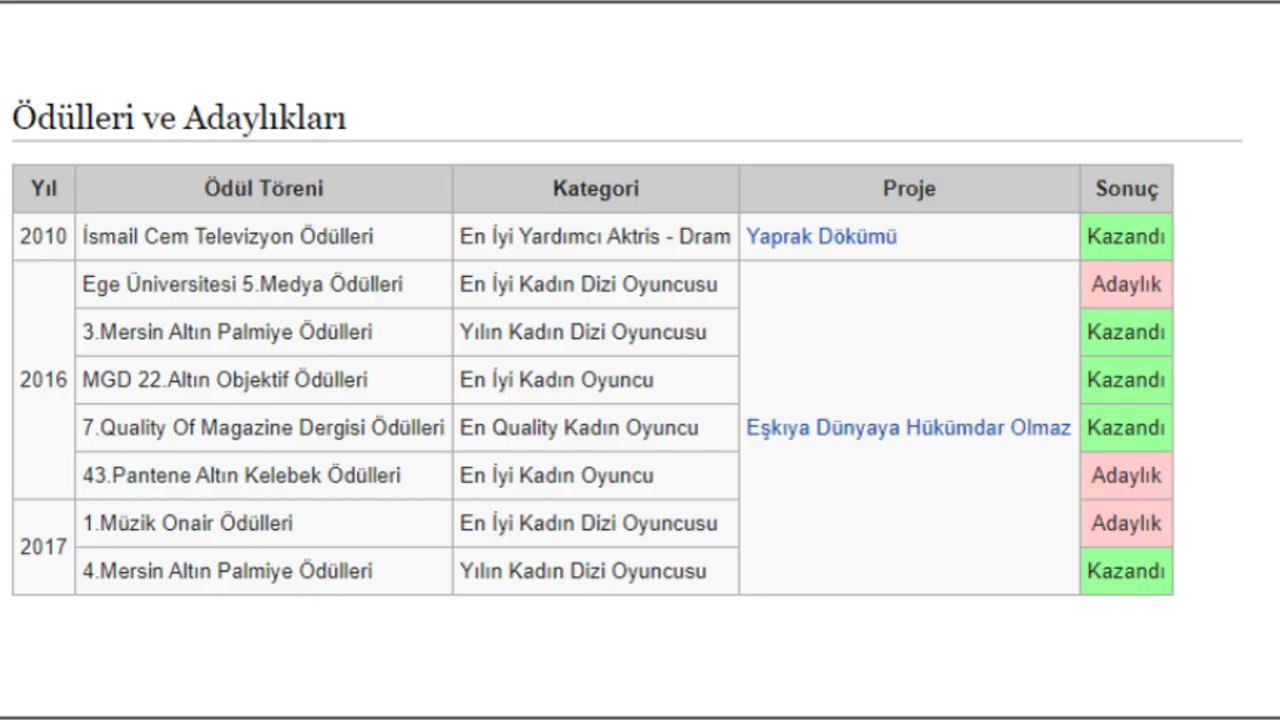 Ödülleri ve Adaylıkları
Yıl Ödül Töreni Kategori Proje Sonuç
2010 İsmail Cem Televizyon Ödülleri En İyi Yardımcı Aktris - Dram Yaprak Dökümü Kazandı
2016 Ege Üniversitesi 5.Medya Ödülleri En İyi Kadın Dizi Oyuncusu Eşkıya Dünyaya Hükümdar Olmaz Adaylık
3.Mersin Altın Palmiye Ödülleri Yılın Kadın Dizi Oyuncusu Kazandı
MGD 22.Altın Objektif Ödülleri En İyi Kadın Oyuncu Kazandı
7.Quality Of Magazine Dergisi Ödülleri En Quality Kadın Oyuncu Kazandı
43.Pantene Altın Kelebek Ödülleri En İyi Kadın Oyuncu Adaylık
2017 1.Müzik Onair Ödülleri En İyi Kadın Dizi Oyuncusu Adaylık
4.Mersin Altın Palmiye Ödülleri Yılın Kadın Dizi Oyuncusu Kazandı